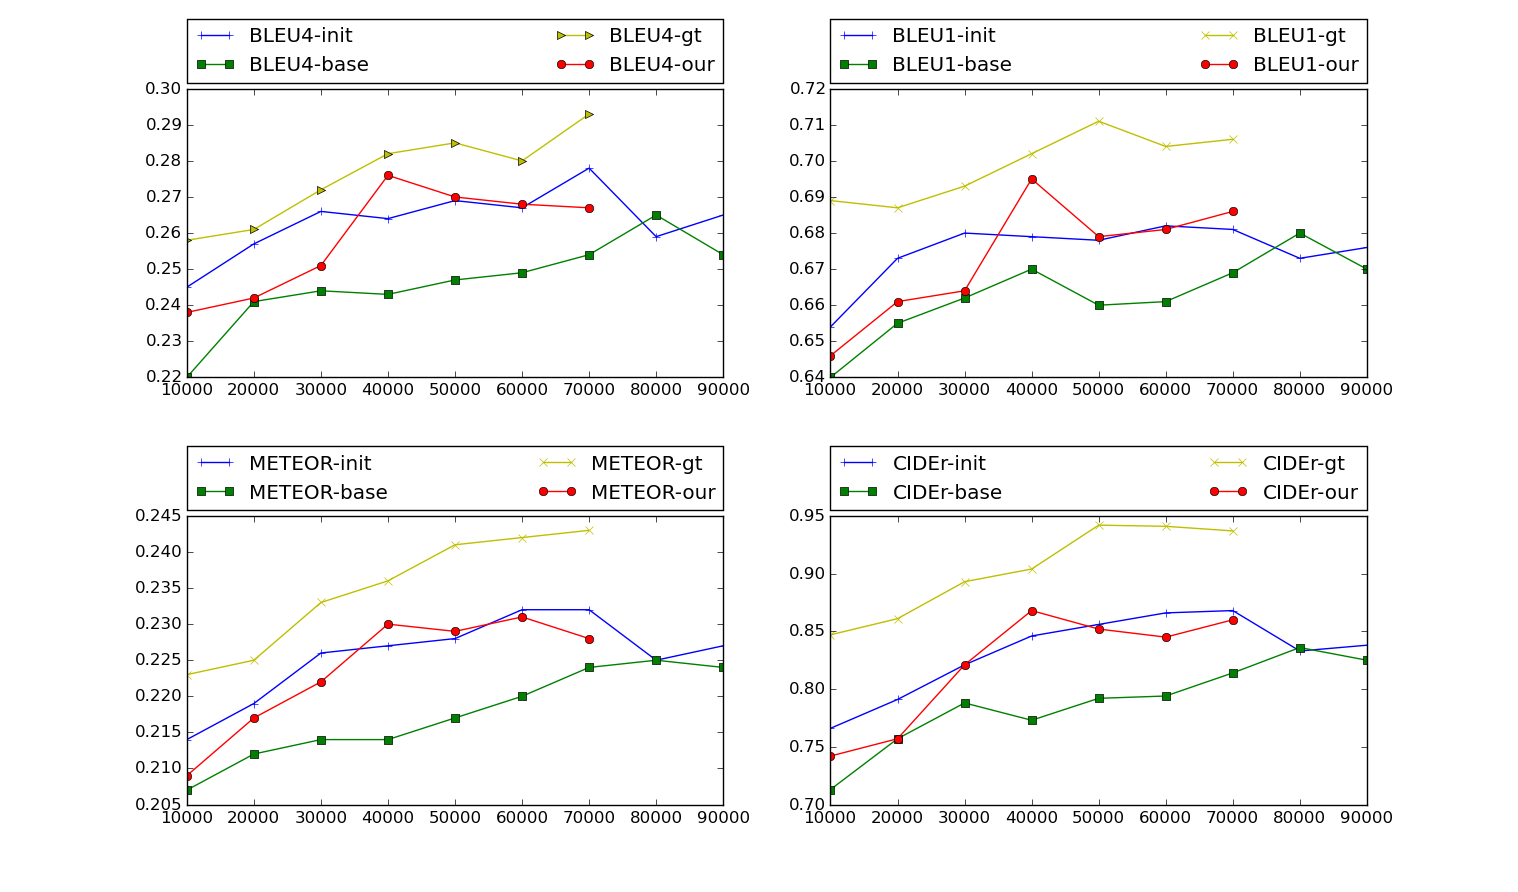 BLEU4-init BLEU4-gt
BLEU4-base BLEU4-our
0.30
0.29
0.28
0.27
0.26
0.25
0.24
0.23
0.22
10000 20000 30000 40000 50000 60000 70000 80000 90000
BLEU1-init BLEU1-gt
BLEU1-base BLEU1-our
0.72
0.71
0.70
0.69
0.68
0.67
0.66
0.65
0.64
10000 20000 30000 40000 50000 60000 70000 80000 90000
METEOR-init METEOR-gt
METEOR-base METEOR-our
0.245
0.240
0.235
0.230
0.225
0.220
0.215
0.210
0.205
10000 20000 30000 40000 50000 60000 70000 80000 90000
CIDEr-init CIDEr-gt
CIDEr-base CIDEr-our
0.95
0.90
0.85
0.80
0.75
0.70
10000 20000 30000 40000 50000 60000 70000 80000 90000